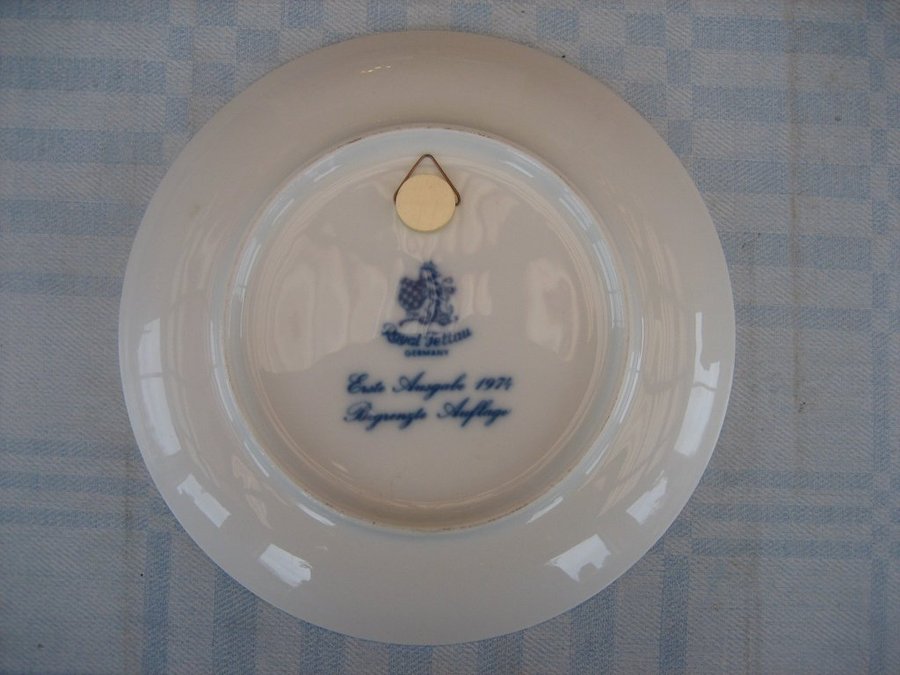 Royal Tettau
GERMANY
Erste Ausgabe 1974
Begrenzte Auflage